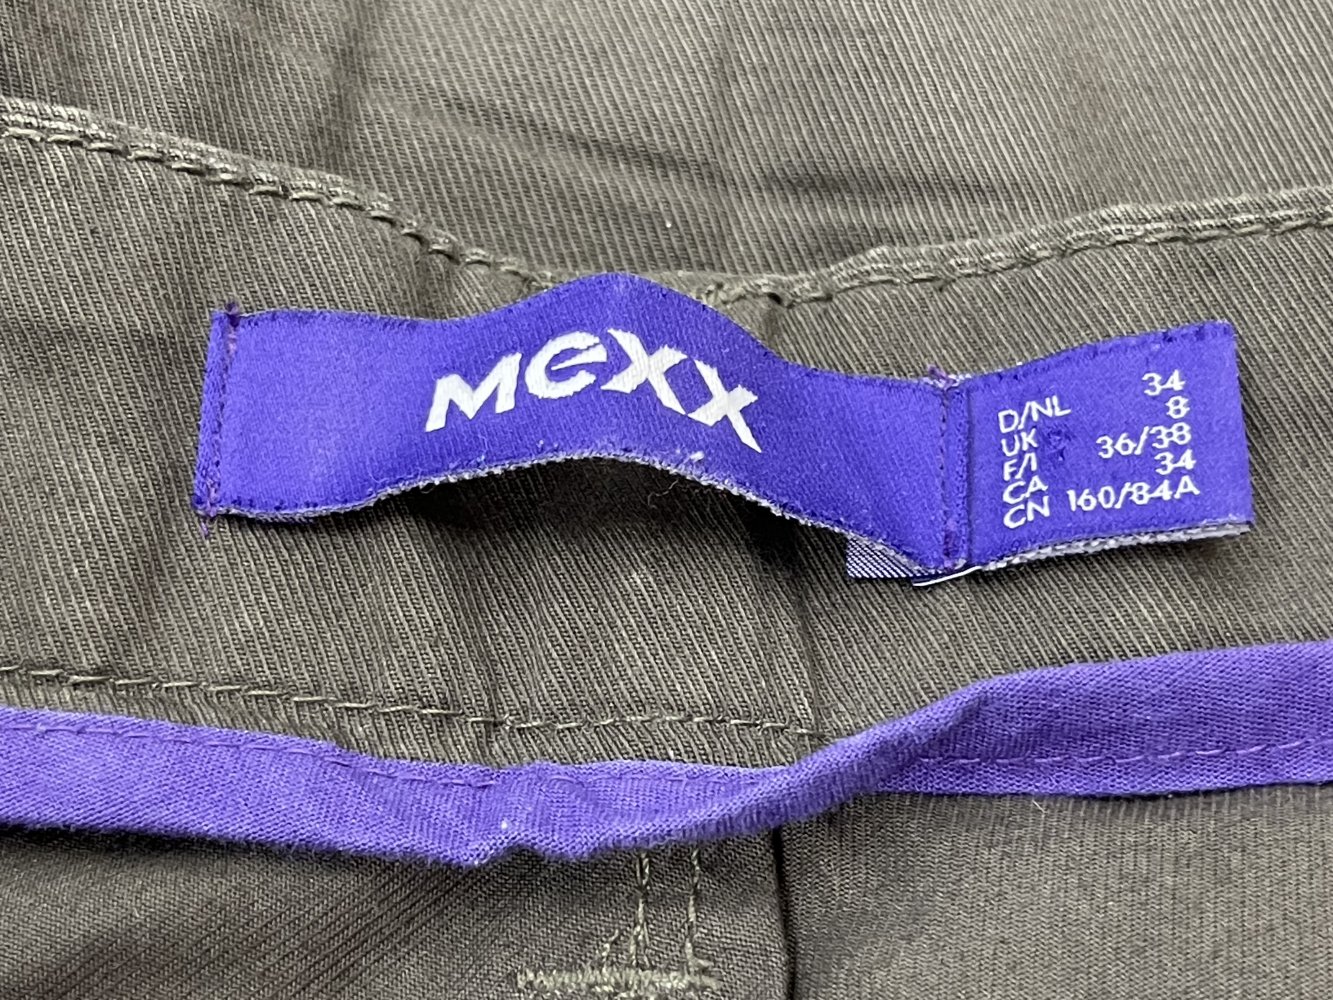 MEXX
D/NL 34
UK 8
F/I 36/38
CA 34
CN 160/84A